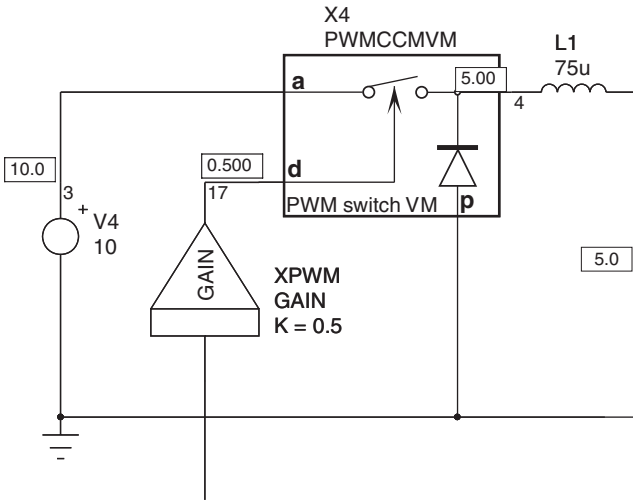 X4
PWMCCMVM
L1
75u
a
5.00
4
0.500
d
10.0
3
17
+
V4
10
PWM switch VM
p
GAIN
XPWM
GAIN
K = 0.5
5.0